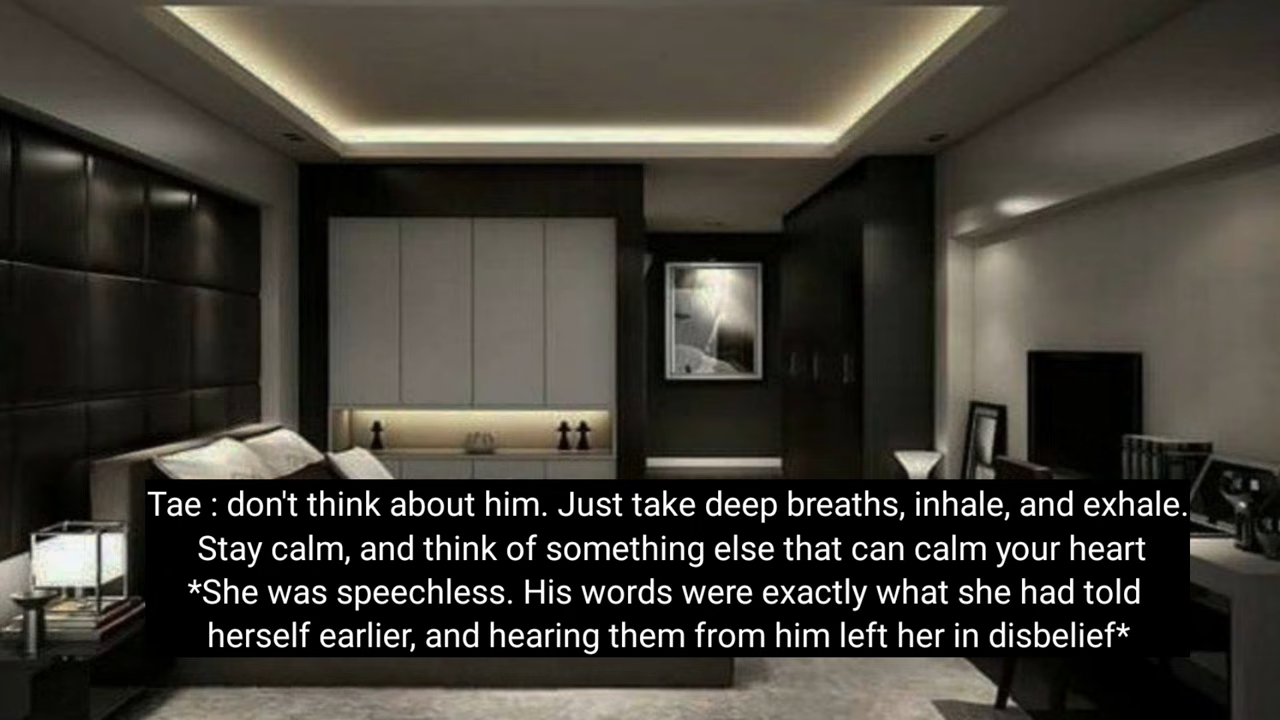 Tae : don't think about him. Just take deep breaths, inhale, and exhale.
Stay calm, and think of something else that can calm your heart
*She was speechless. His words were exactly what she had told
herself earlier, and hearing them from him left her in disbelief*